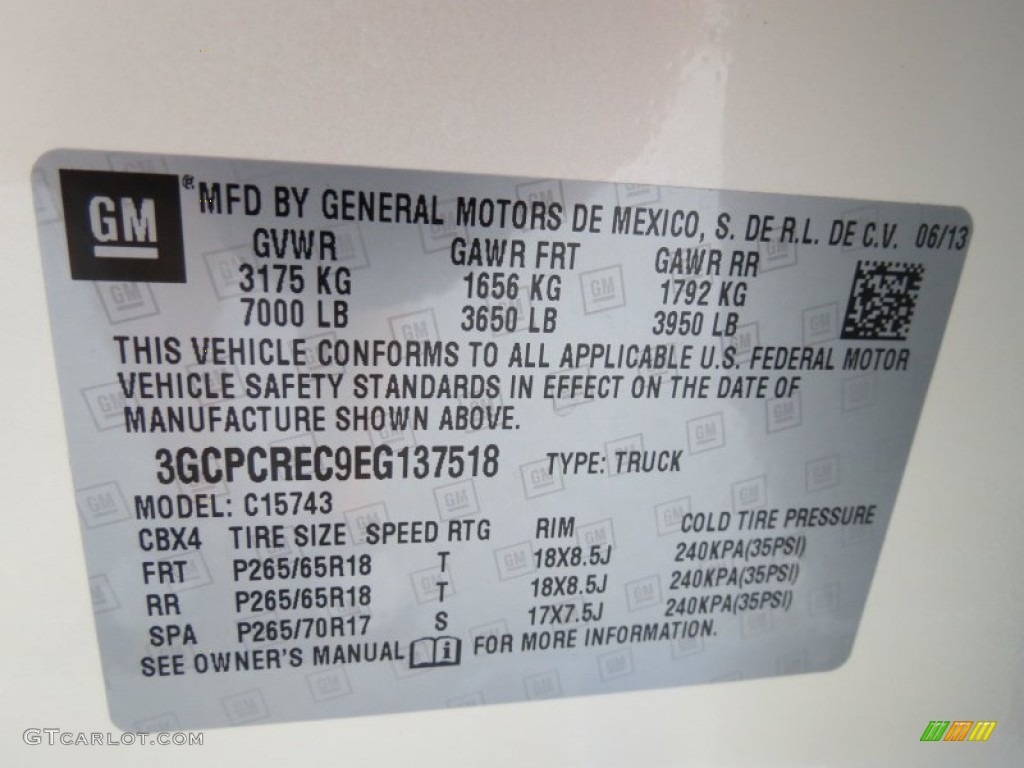 GM® MFD BY GENERAL MOTORS DE MEXICO, S. DE R.L. DE C.V. 06/13
GVWR GAWR FRT GAWR RR
3175 KG 1656 KG 1792 KG
7000 LB 3650 LB 3950 LB
THIS VEHICLE CONFORMS TO ALL APPLICABLE U.S. FEDERAL MOTOR
VEHICLE SAFETY STANDARDS IN EFFECT ON THE DATE OF
MANUFACTURE SHOWN ABOVE.
3GCPCREC9EG137518 TYPE: TRUCK
MODEL: C15743
CBX4 TIRE SIZE SPEED RTG RIM COLD TIRE PRESSURE
FRT P265/65R18 T 18X8.5J 240KPA(35PSI)
RR P265/65R18 T 18X8.5J 240KPA(35PSI)
SPA P265/70R17 S 17X7.5J 240KPA(35PSI)
SEE OWNER'S MANUAL i FOR MORE INFORMATION.
GTCARLOT.COM